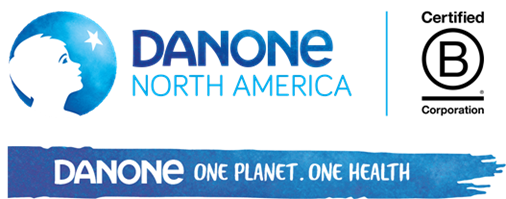 DANONE
NORTH AMERICA
Certified
B
Corporation
DANONE ONE PLANET. ONE HEALTH